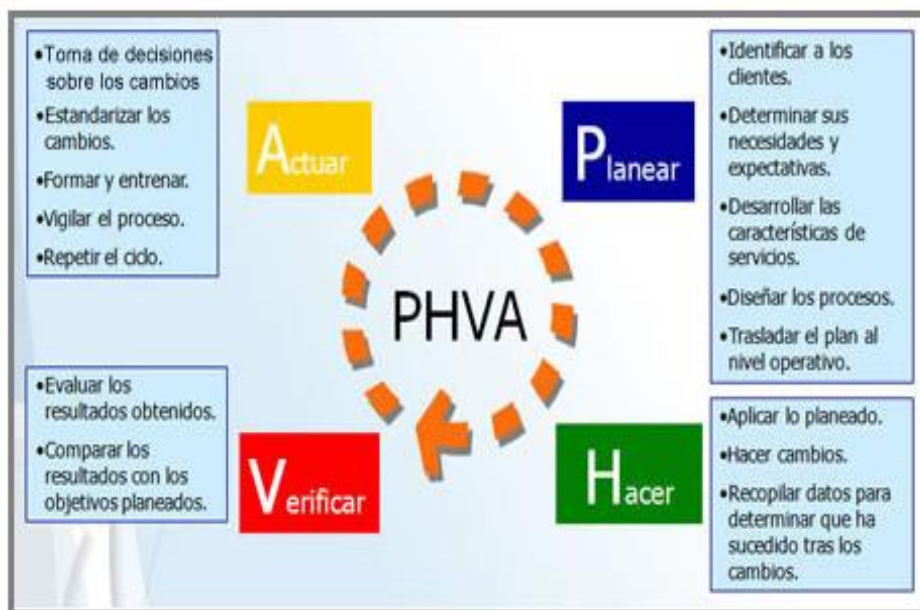 •Toma de decisiones
sobre los cambios
•Estandarizar los
cambios.
•Formar y entrenar.
•Vigilar el proceso.
•Repetir el ciclo.
Actuar
Planear
•Identificar a los
clientes.
•Determinar sus
necesidades y
expectativas.
•Desarrollar las
características de
servicios.
•Diseñar los procesos.
•Trasladar el plan al
nivel operativo.
PHVA
•Evaluar los
resultados obtenidos.
•Comparar los
resultados con los
objetivos planeados.
Verificar
Hacer
•Aplicar lo planeado.
•Hacer cambios.
•Recopilar datos para
determinar que ha
sucedido tras los
cambios.